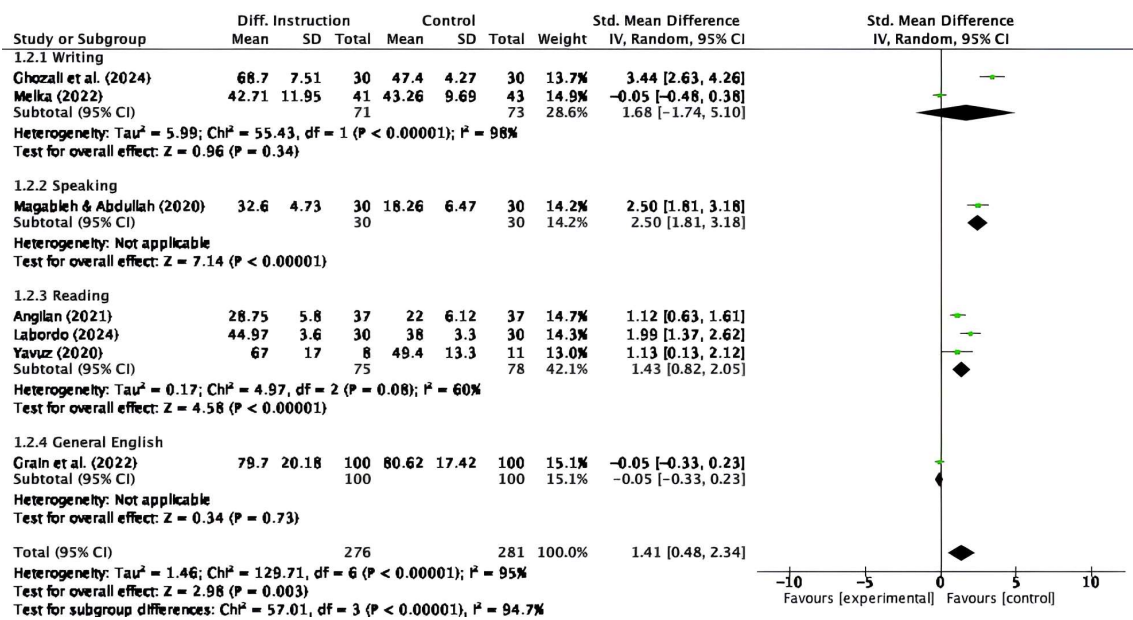 Diff. Instruction Control Std. Mean Difference Std. Mean Difference
Study or Subgroup Mean SD Total Mean SD Total Weight IV, Random, 95% CI IV, Random, 95% CI
1.2.1 Writing
Ghozali et al. (2024) 68.7 7.51 30 47.4 4.27 30 13.7% 3.44 [2.63, 4.26]
Melka (2022) 42.71 11.95 41 43.26 9.69 43 14.9% −0.05 [−0.48, 0.38]
Subtotal (95% CI) 71 73 28.6% 1.68 [−1.74, 5.10]
Heterogeneity: Tau² = 5.99; Chi² = 55.43, df = 1 (P < 0.00001); I² = 98%
Test for overall effect: Z = 0.96 (P = 0.34)
1.2.2 Speaking
Magableh & Abdullah (2020) 32.6 4.73 30 18.26 6.47 30 14.2% 2.50 [1.81, 3.18]
Subtotal (95% CI) 30 30 14.2% 2.50 [1.81, 3.18]
Heterogeneity: Not applicable
Test for overall effect: Z = 7.14 (P < 0.00001)
1.2.3 Reading
Angilan (2021) 28.75 5.8 37 22 6.12 37 14.7% 1.12 [0.63, 1.61]
Labordo (2024) 44.97 3.6 30 38 3.3 30 14.3% 1.99 [1.37, 2.62]
Yavuz (2020) 67 17 8 49.4 13.3 11 13.0% 1.13 [0.13, 2.12]
Subtotal (95% CI) 75 78 42.1% 1.43 [0.82, 2.05]
Heterogeneity: Tau² = 0.17; Chi² = 4.97, df = 2 (P = 0.08); I² = 60%
Test for overall effect: Z = 4.58 (P < 0.00001)
1.2.4 General English
Grain et al. (2022) 79.7 20.18 100 80.62 17.42 100 15.1% −0.05 [−0.33, 0.23]
Subtotal (95% CI) 100 100 15.1% −0.05 [−0.33, 0.23]
Heterogeneity: Not applicable
Test for overall effect: Z = 0.34 (P = 0.73)
Total (95% CI) 276 281 100.0% 1.41 [0.48, 2.34]
Heterogeneity: Tau² = 1.46; Chi² = 129.71, df = 6 (P < 0.00001); I² = 95%
Test for overall effect: Z = 2.98 (P = 0.003)
Test for subgroup differences: Chi² = 57.01, df = 3 (P < 0.00001), I² = 94.7%
−10 −5 0 5 10
Favours [experimental] Favours [control]